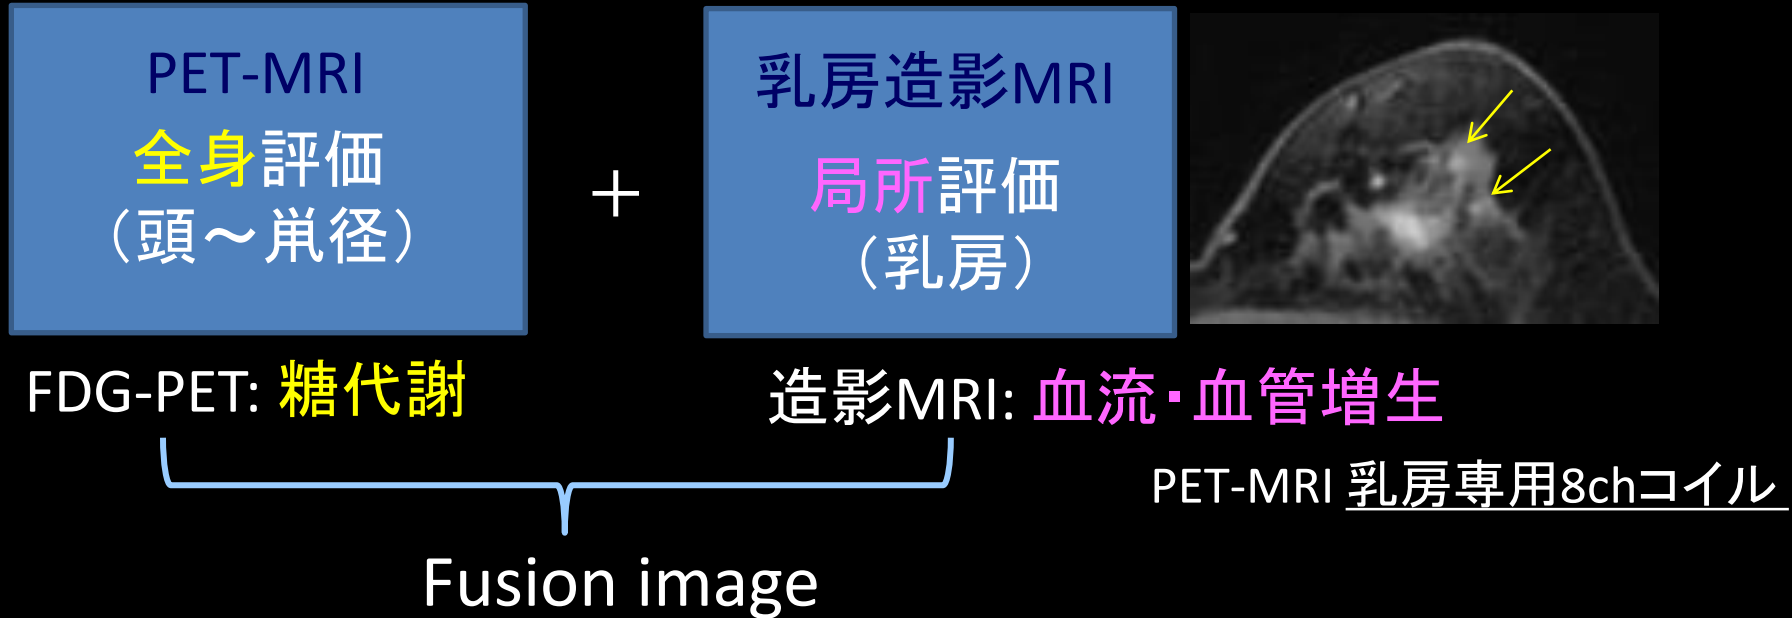 PET-MRI
全身評価
（頭～鼡径）
＋
乳房造影MRI
局所評価
（乳房）
FDG-PET: 糖代謝
造影MRI: 血流・血管増生
PET-MRI 乳房専用8chコイル
Fusion image